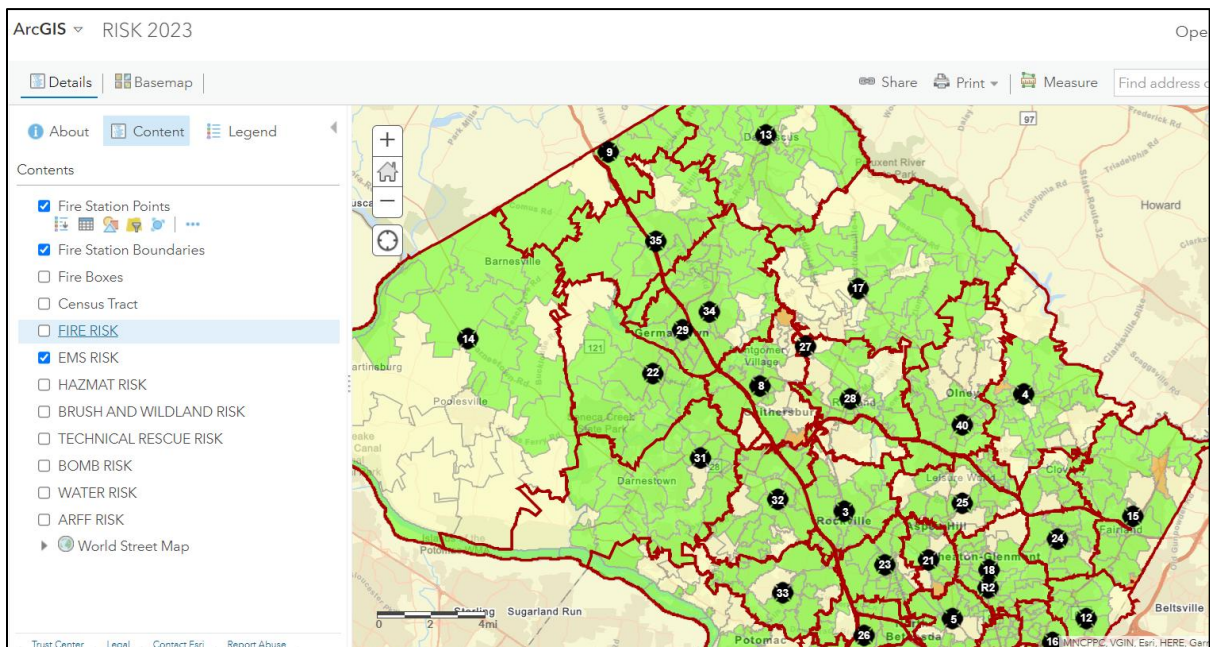 ArcGIS RISK 2023
Ope
Details Basemap
Share Print Measure Find address o
About Content Legend
Contents
Fire Station Points
Fire Station Boundaries
Fire Boxes
Census Tract
FIRE RISK
EMS RISK
HAZMAT RISK
BRUSH AND WILDLAND RISK
TECHNICAL RESCUE RISK
BOMB RISK
WATER RISK
ARFF RISK
World Street Map
Trust Center Legal Contact Esri Report Abuse
97
13
9
Howard
35
Barnesville
17
34
14
29
27
121
22
8
28
4
Poolesville
40
31
Darnestown
25
32
3
Rockville
15
Fairland
24
21
23
18
R2
33
Sterling Sugarland Run
0 2 4mi
5
12
Beltsville
Potomac
26
16
MNCPPC, VGIN, Esri, HERE, Garm